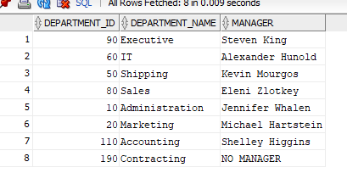 SQL | All Rows Fetched: 8 in 0.009 seconds
DEPARTMENT_ID DEPARTMENT_NAME MANAGER
1 90 Executive Steven King
2 60 IT Alexander Hunold
3 50 Shipping Kevin Mourgos
4 80 Sales Eleni Zlotkey
5 10 Administration Jennifer Whalen
6 20 Marketing Michael Hartstein
7 110 Accounting Shelley Higgins
8 190 Contracting NO MANAGER